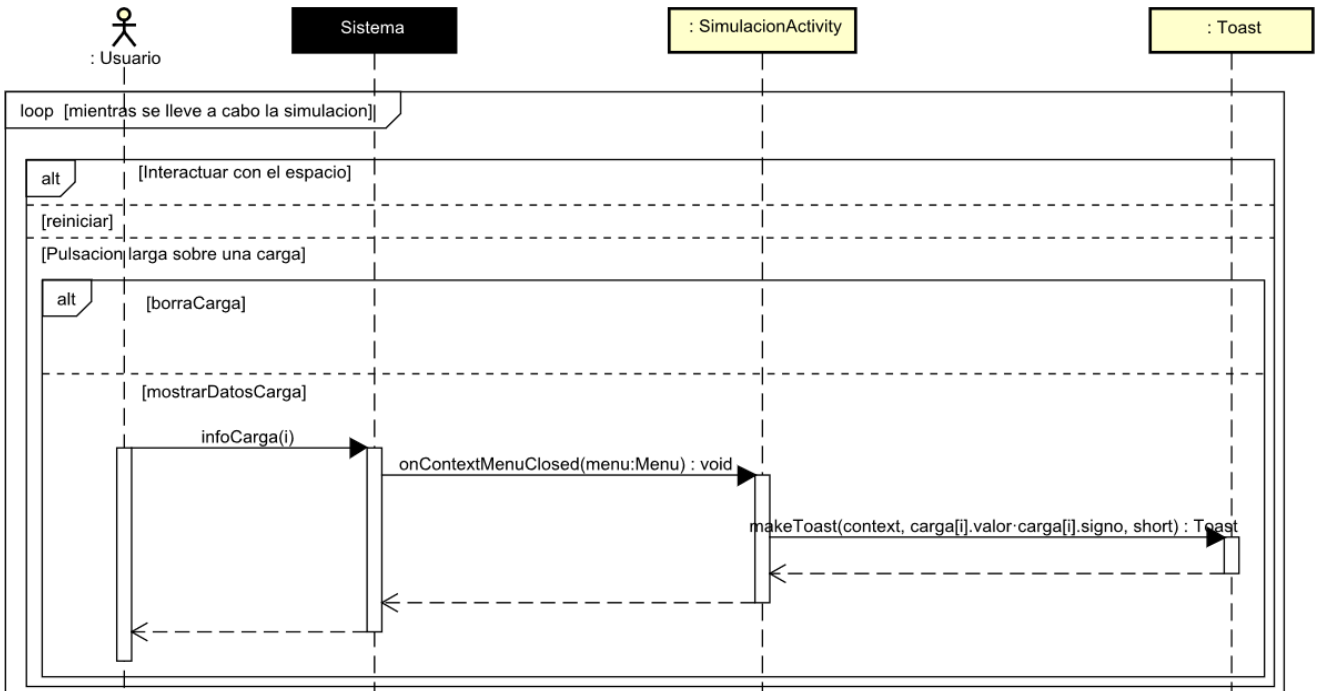 : Usuario
Sistema
: SimulacionActivity
: Toast
loop [mientras se lleve a cabo la simulacion]
alt [Interactuar con el espacio]
[reiniciar]
[Pulsacion larga sobre una carga]
alt [borraCarga]
[mostrarDatosCarga]
infoCarga(i)
onContextMenuClosed(menu:Menu) : void
makeToast(context, carga[i].valor·carga[i].signo, short) : Toast